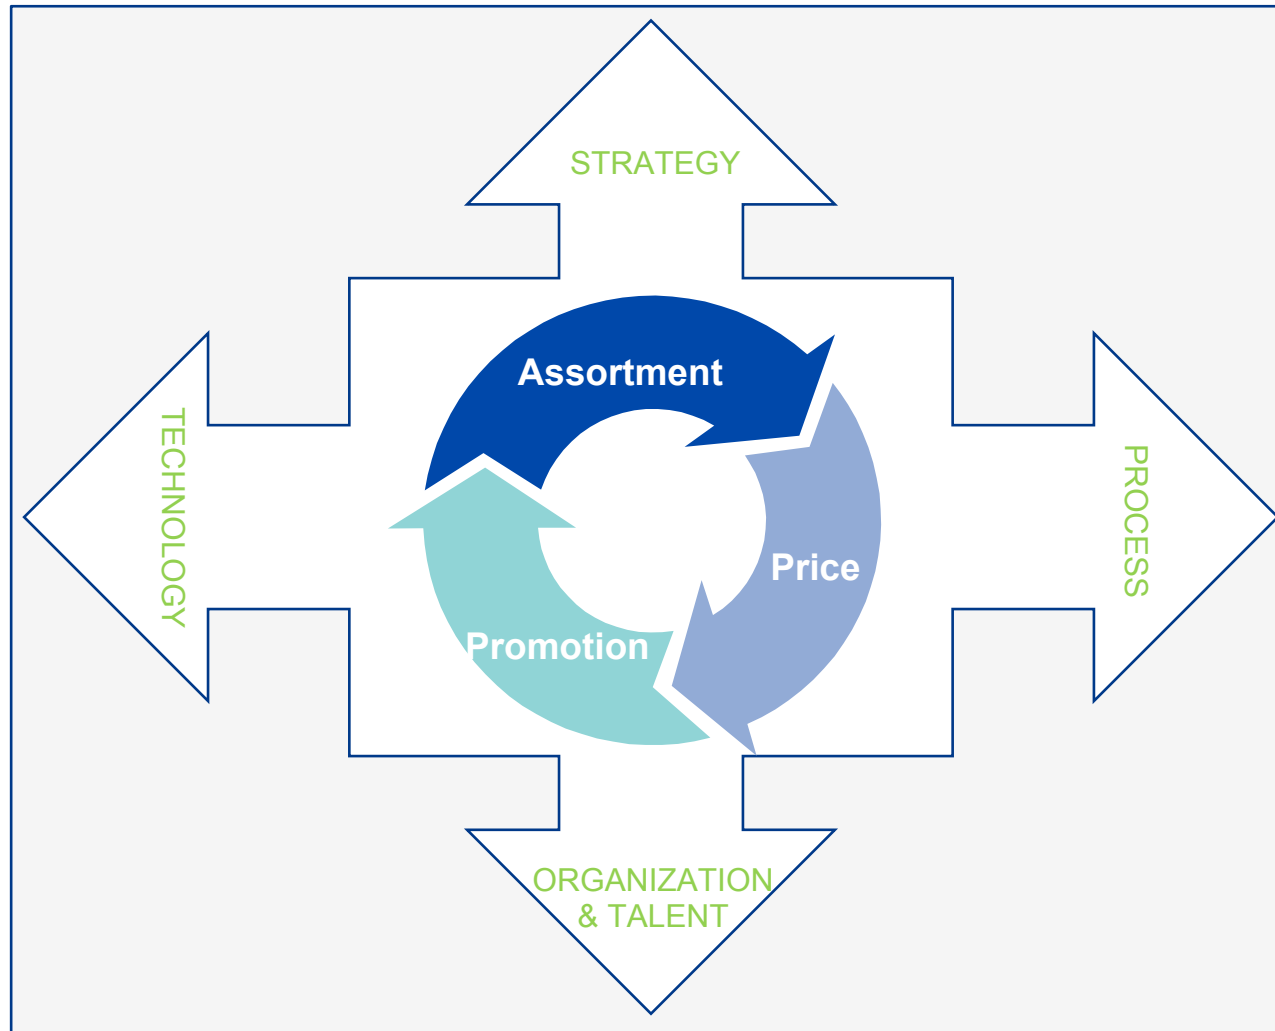 STRATEGY
Assortment
TECHNOLOGY
PROCESS
Price
Promotion
ORGANIZATION
& TALENT